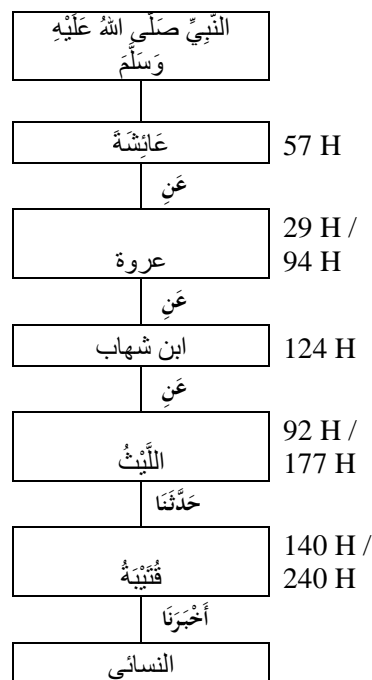 النَّبِيِّ صَلَّى اللهُ عَلَيْهِ
وَسَلَّمَ
عَائِشَةَ 57 H
عَنِ
29 H /
عروة 94 H
عَنِ
ابن شهاب 124 H
عَنِ
92 H /
اللَّيْثُ 177 H
حَدَّثَنَا
140 H /
قُتَيْبَةُ 240 H
أَخْبَرَنَا
النسائي